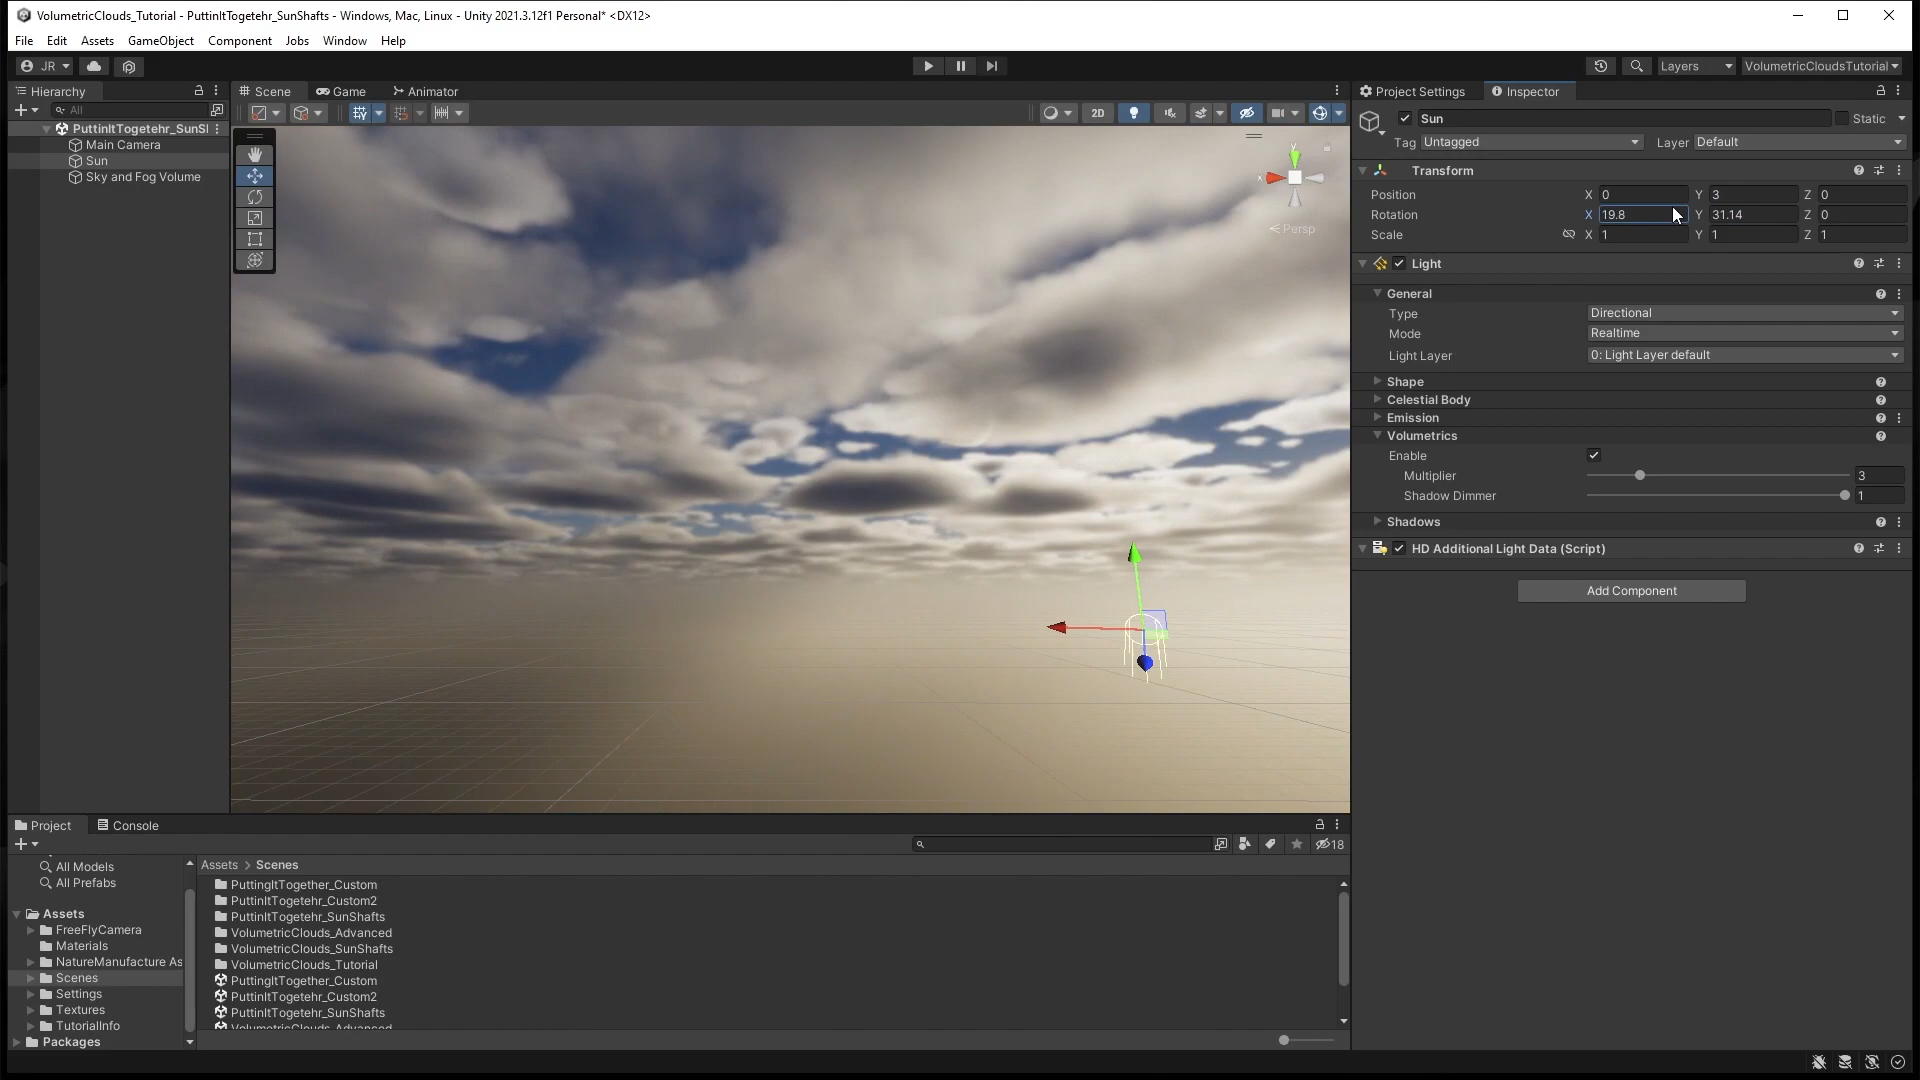 VolumetricClouds_Tutorial - PuttinItTogetehr_SunShafts - Windows, Mac, Linux - Unity 2021.3.12f1 Personal* <DX12>
File Edit Assets GameObject Component Jobs Window Help
JR Layers VolumetricCloudsTutorial
Hierarchy Scene Game Animator Project Settings Inspector
All 2D
Sun Static
Tag Untagged Layer Default
PuttinItTogetehr_SunSl
Main Camera
Sun
Sky and Fog Volume
x y
Persp
Transform
Position X 0 Y 3 Z 0
Rotation X 19.8 Y 31.14 Z 0
Scale X 1 Y 1 Z 1
Light
General
Type Directional
Mode Realtime
Light Layer 0: Light Layer default
Shape
Celestial Body
Emission
Volumetrics
Enable
Multiplier 3
Shadow Dimmer 1
Shadows
HD Additional Light Data (Script)
Add Component
Project Console
18
All Models
All Prefabs
Assets
FreeFlyCamera
Materials
NatureManufacture As
Scenes
Settings
Textures
TutorialInfo
Packages
Assets > Scenes
PuttingItTogether_Custom
PuttinItTogetehr_Custom2
PuttinItTogetehr_SunShafts
VolumetricClouds_Advanced
VolumetricClouds_SunShafts
VolumetricClouds_Tutorial
PuttingItTogether_Custom
PuttinItTogetehr_Custom2
PuttinItTogetehr_SunShafts
VolumetricClouds_Advanced